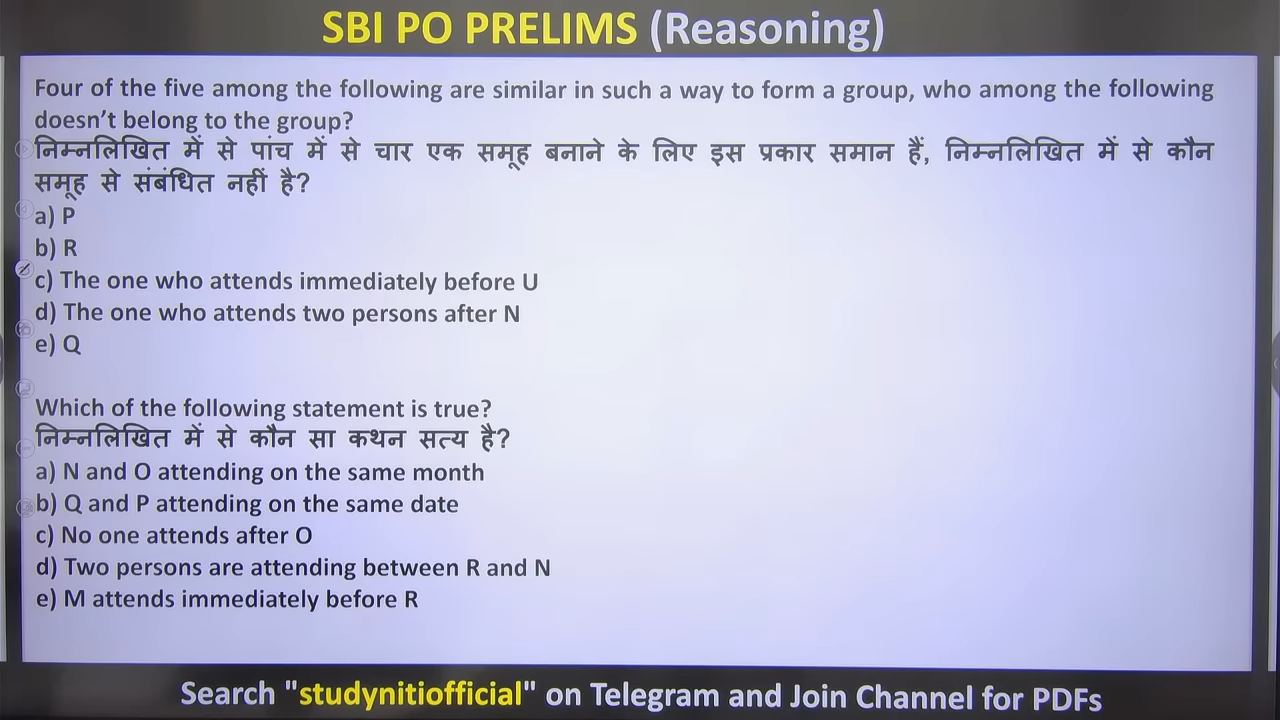 SBI PO PRELIMS (Reasoning)
Four of the five among the following are similar in such a way to form a group, who among the following
doesn't belong to the group?
निम्नलिखित में से पांच में से चार एक समूह बनाने के लिए इस प्रकार समान हैं, निम्नलिखित में से कौन
समूह से संबंधित नहीं है?
a) P
b) R
c) The one who attends immediately before U
d) The one who attends two persons after N
e) Q
Which of the following statement is true?
निम्नलिखित में से कौन सा कथन सत्य है?
a) N and O attending on the same month
b) Q and P attending on the same date
c) No one attends after O
d) Two persons are attending between R and N
e) M attends immediately before R
Search "studynitiofficial" on Telegram and Join Channel for PDFs